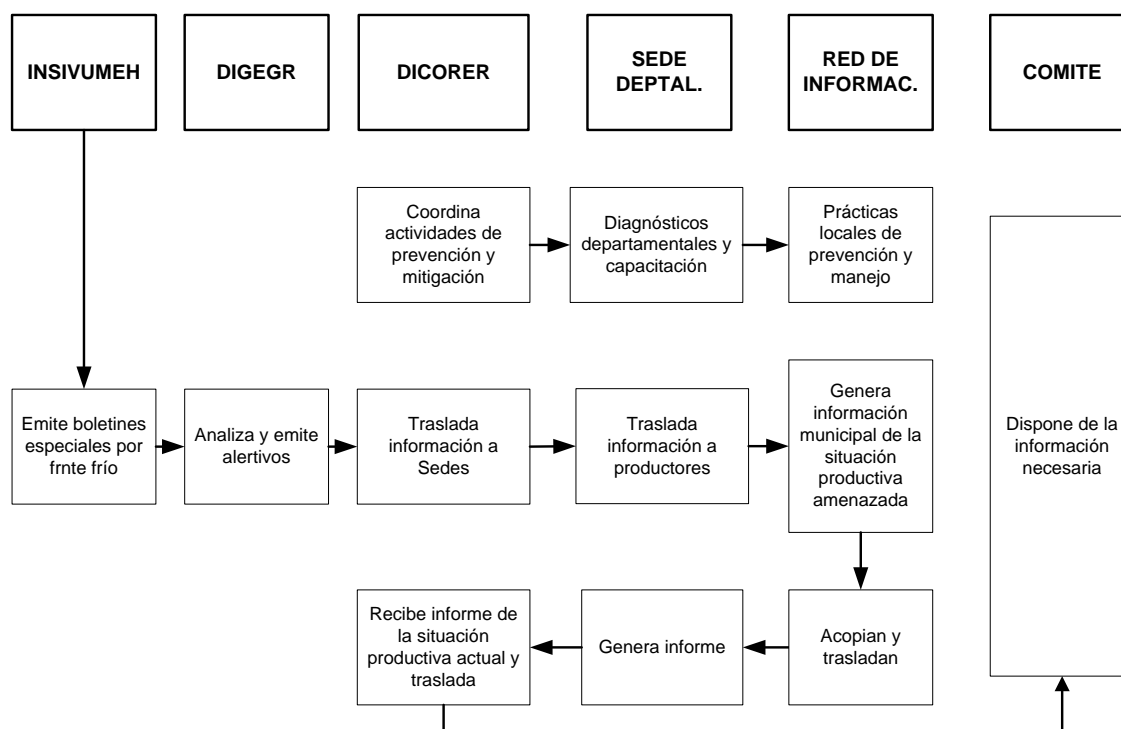 INSIVUMEH
DIGEGR
DICORER
SEDE
DEPTAL.
RED DE
INFORMAC.
COMITE
Coordina
actividades de
prevención y
mitigación
Diagnósticos
departamentales y
capacitación
Prácticas
locales de
prevención y
manejo
Emite boletines
especiales por
frnte frío
Analiza y emite
alertivos
Traslada
información a
Sedes
Traslada
información a
productores
Genera
información
municipal de la
situación
productiva
amenazada
Dispone de la
información
necesaria
Recibe informe de
la situación
productiva actual y
traslada
Genera informe
Acopian y
trasladan